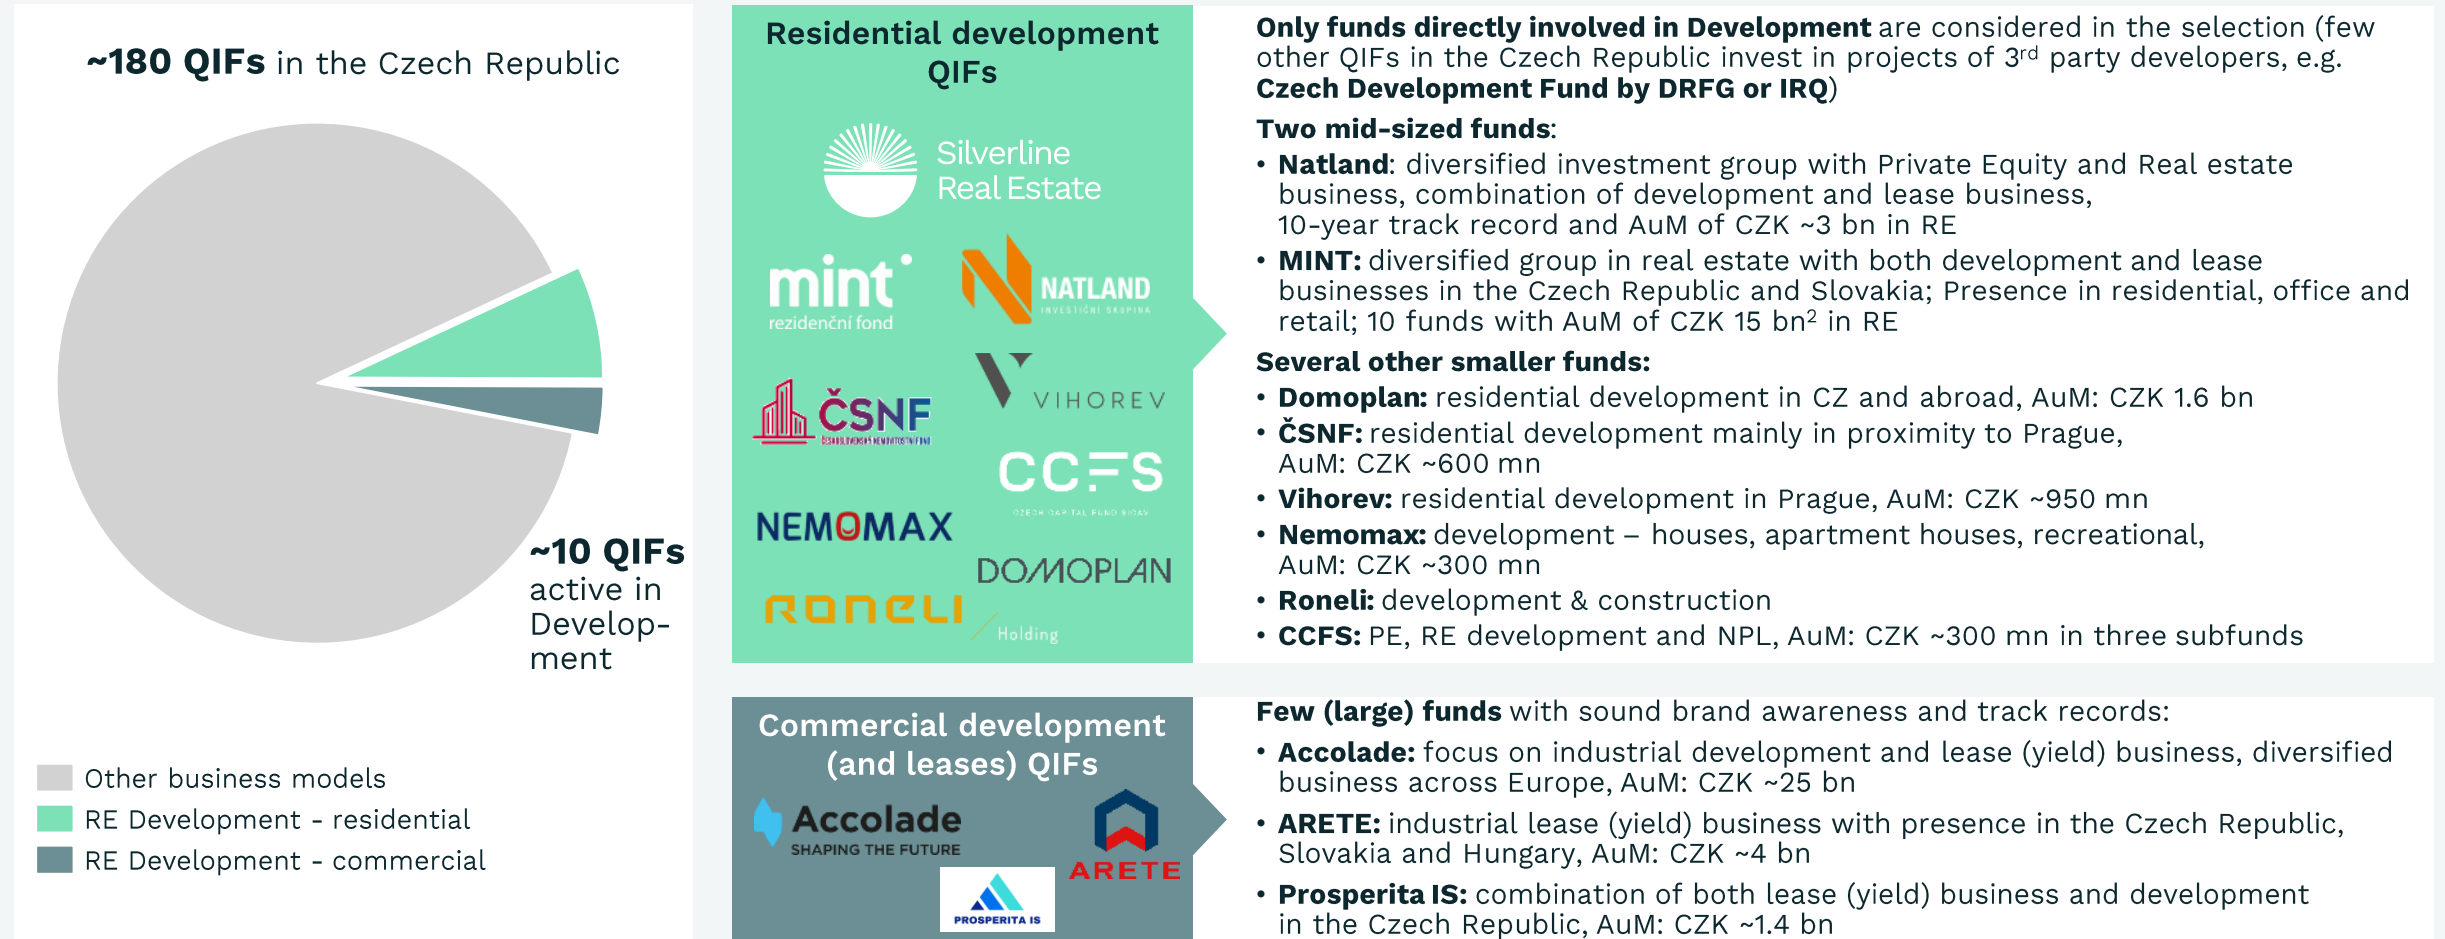 ~180 QIFs in the Czech Republic
~10 QIFs
active in
Develop-
ment
Other business models
RE Development - residential
RE Development - commercial
Residential development
QIFs
Silverline
Real Estate
mint
rezidenční fond
NATLAND
INVESTIČNÍ SKUPINA
VIHOREV
ČSNF
ČESKOSLOVENSKÝ NEMOVITOSTNÍ FOND
CCFS
CZECH CAPITAL FUND SICAV
NEMOMAX
DOMOPLAN
RONELI
Holding
Only funds directly involved in Development are considered in the selection (few
other QIFs in the Czech Republic invest in projects of 3rd party developers, e.g.
Czech Development Fund by DRFG or IRQ)
Two mid-sized funds:
• Natland: diversified investment group with Private Equity and Real estate
business, combination of development and lease business,
10-year track record and AuM of CZK ~3 bn in RE
• MINT: diversified group in real estate with both development and lease
businesses in the Czech Republic and Slovakia; Presence in residential, office and
retail; 10 funds with AuM of CZK 15 bn² in RE
Several other smaller funds:
• Domoplan: residential development in CZ and abroad, AuM: CZK 1.6 bn
• ČSNF: residential development mainly in proximity to Prague,
AuM: CZK ~600 mn
• Vihorev: residential development in Prague, AuM: CZK ~950 mn
• Nemomax: development – houses, apartment houses, recreational,
AuM: CZK ~300 mn
• Roneli: development & construction
• CCFS: PE, RE development and NPL, AuM: CZK ~300 mn in three subfunds
Commercial development
(and leases) QIFs
Accolade
SHAPING THE FUTURE
ARETE
PROSPERITA IS
Few (large) funds with sound brand awareness and track records:
• Accolade: focus on industrial development and lease (yield) business, diversified
business across Europe, AuM: CZK ~25 bn
• ARETE: industrial lease (yield) business with presence in the Czech Republic,
Slovakia and Hungary, AuM: CZK ~4 bn
• Prosperita IS: combination of both lease (yield) business and development
in the Czech Republic, AuM: CZK ~1.4 bn